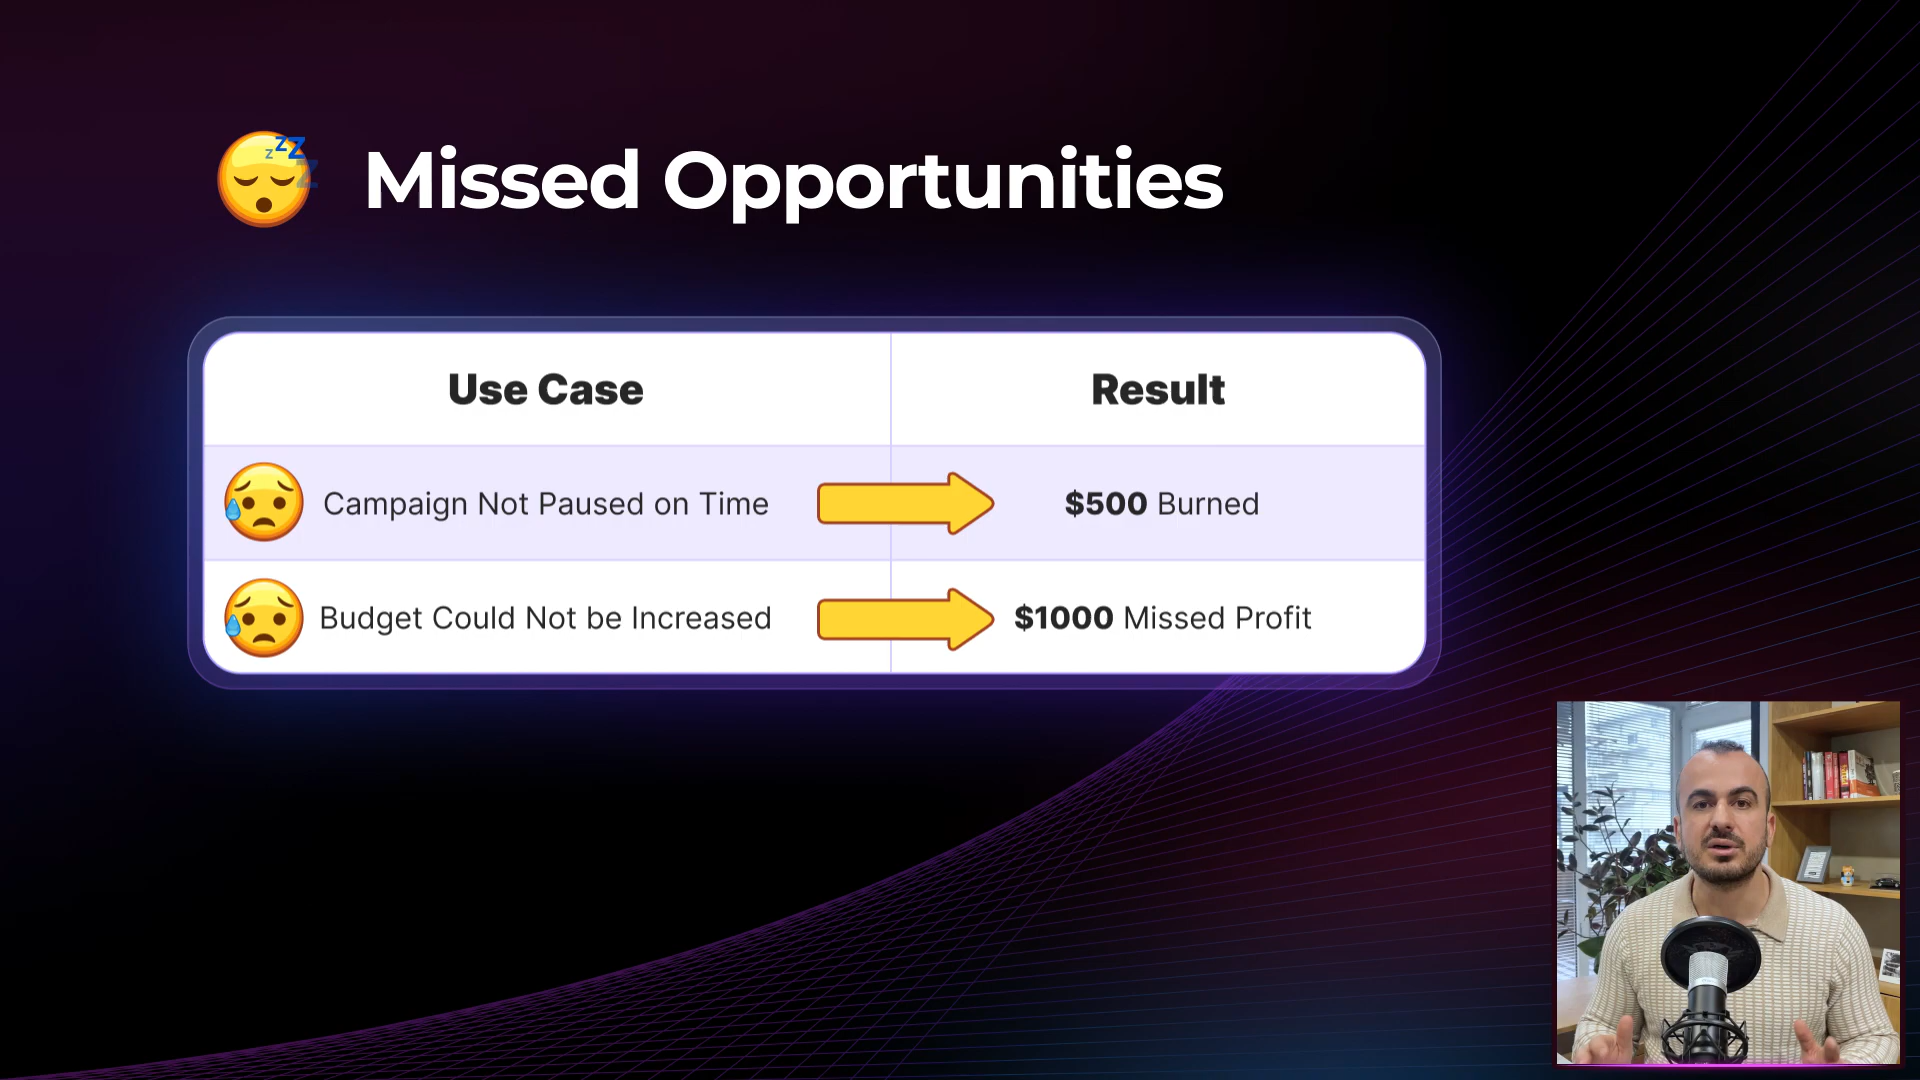 Missed Opportunities
Use Case
Result
Campaign Not Paused on Time
$500 Burned
Budget Could Not be Increased
$1000 Missed Profit